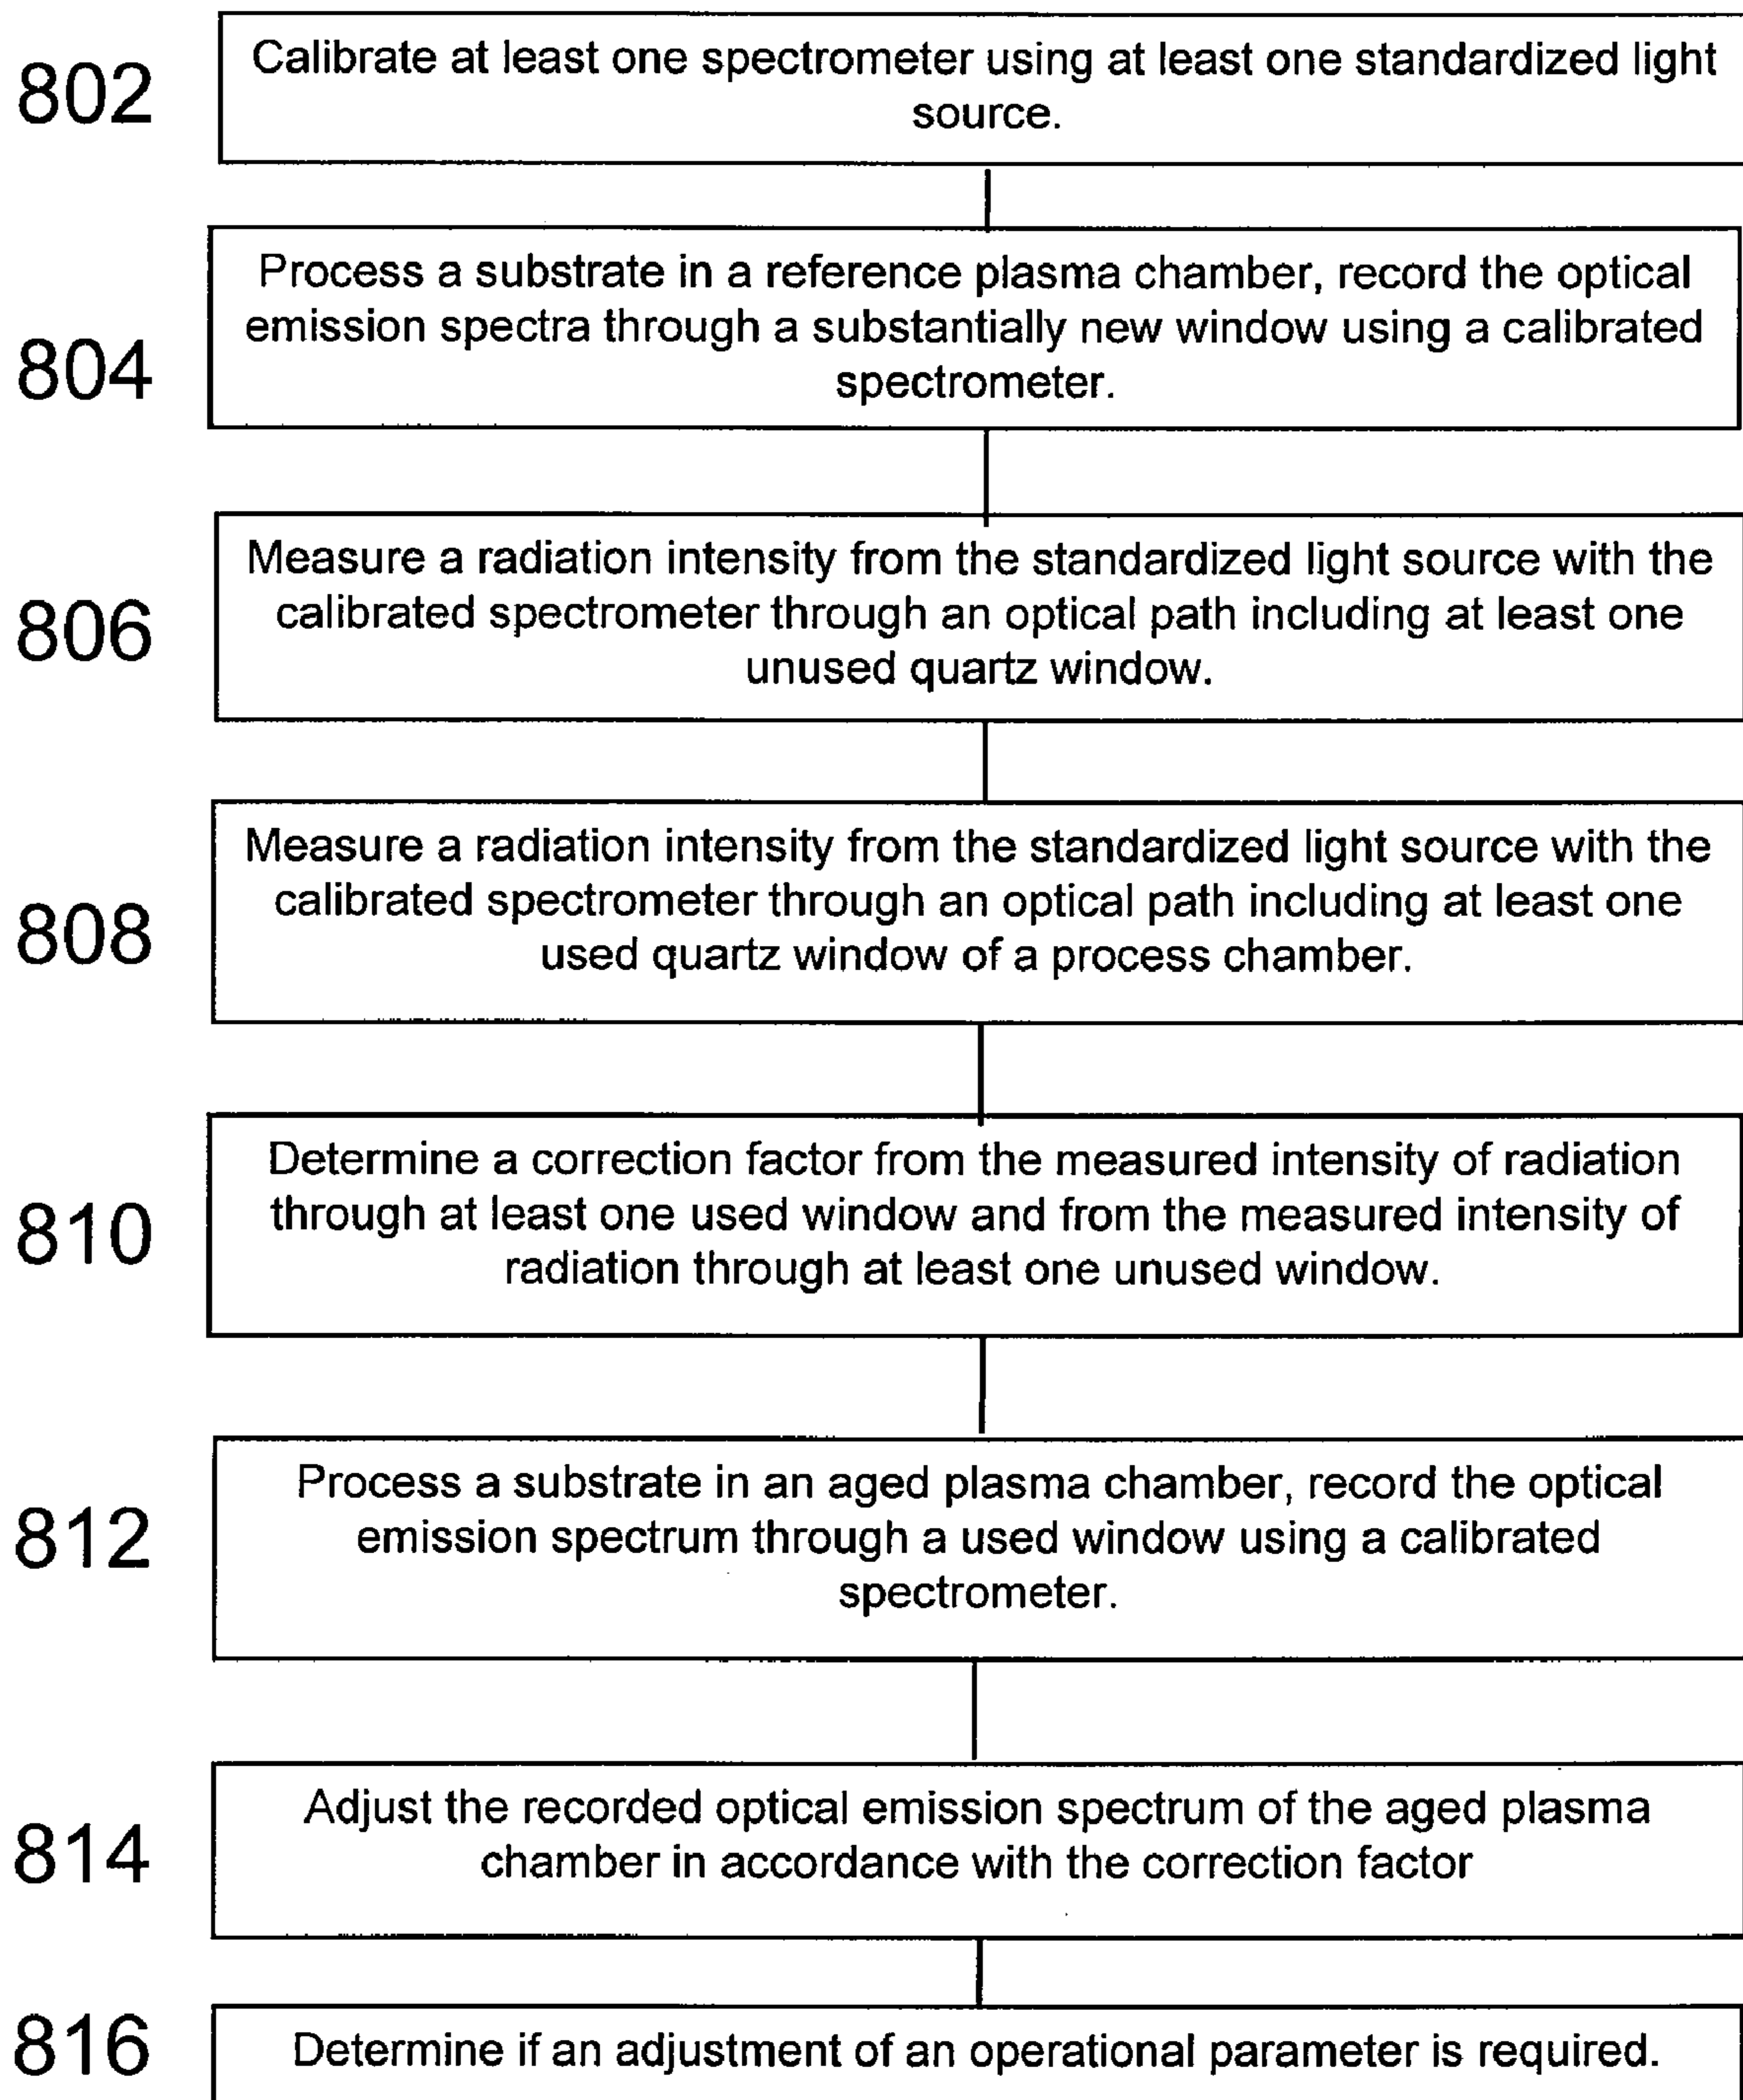 802
Calibrate at least one spectrometer using at least one standardized light
source.
804
Process a substrate in a reference plasma chamber, record the optical
emission spectra through a substantially new window using a calibrated
spectrometer.
806
Measure a radiation intensity from the standardized light source with the
calibrated spectrometer through an optical path including at least one
unused quartz window.
808
Measure a radiation intensity from the standardized light source with the
calibrated spectrometer through an optical path including at least one
used quartz window of a process chamber.
810
Determine a correction factor from the measured intensity of radiation
through at least one used window and from the measured intensity of
radiation through at least one unused window.
812
Process a substrate in an aged plasma chamber, record the optical
emission spectrum through a used window using a calibrated
spectrometer.
814
Adjust the recorded optical emission spectrum of the aged plasma
chamber in accordance with the correction factor
816
Determine if an adjustment of an operational parameter is required.